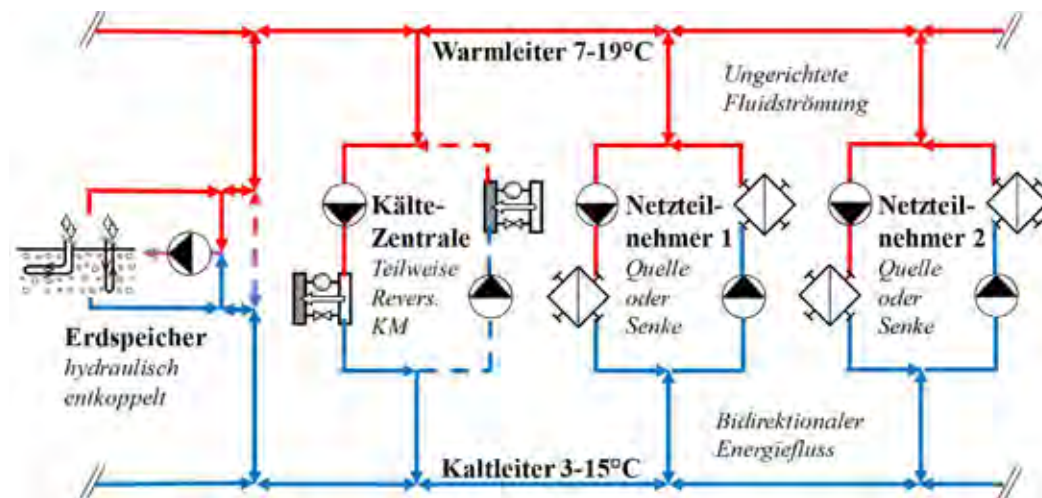 Warmleiter 7-19°C
Ungerichtete
Fluidströmung
Kälte-
Zentrale
Teilweise
Revers.
KM
Netzteil-
nehmer 1
Quelle
oder
Senke
Netzteil-
nehmer 2
Quelle
oder
Senke
Erdspeicher
hydraulisch
entkoppelt
Bidirektionaler
Energiefluss
Kaltleiter 3-15°C